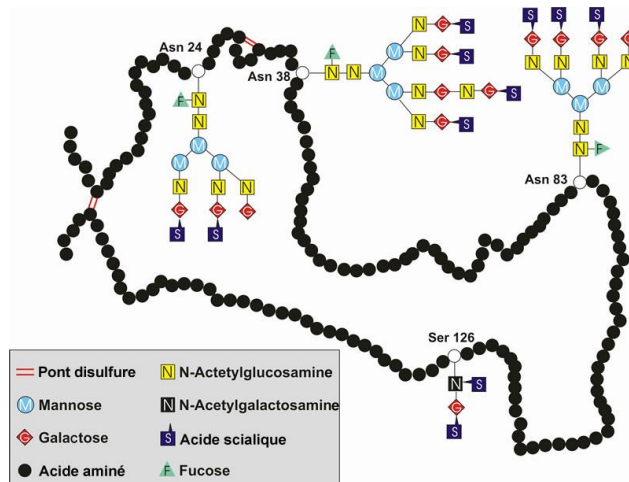 Asn 24
F N
N
M
M M
N N N
G G G
S S
Asn 38
N G S
F
N G S
N N M M
M N G N G S
N G S
S S S S
G G G G
N N N N
M M
M
N
N F
Asn 83
Ser 126
N S
G
S
Pont disulfure
M Mannose
G Galactose
Acide aminé
N N-Actetylglucosamine
N N-Acetylgalactosamine
S Acide scialique
F Fucose